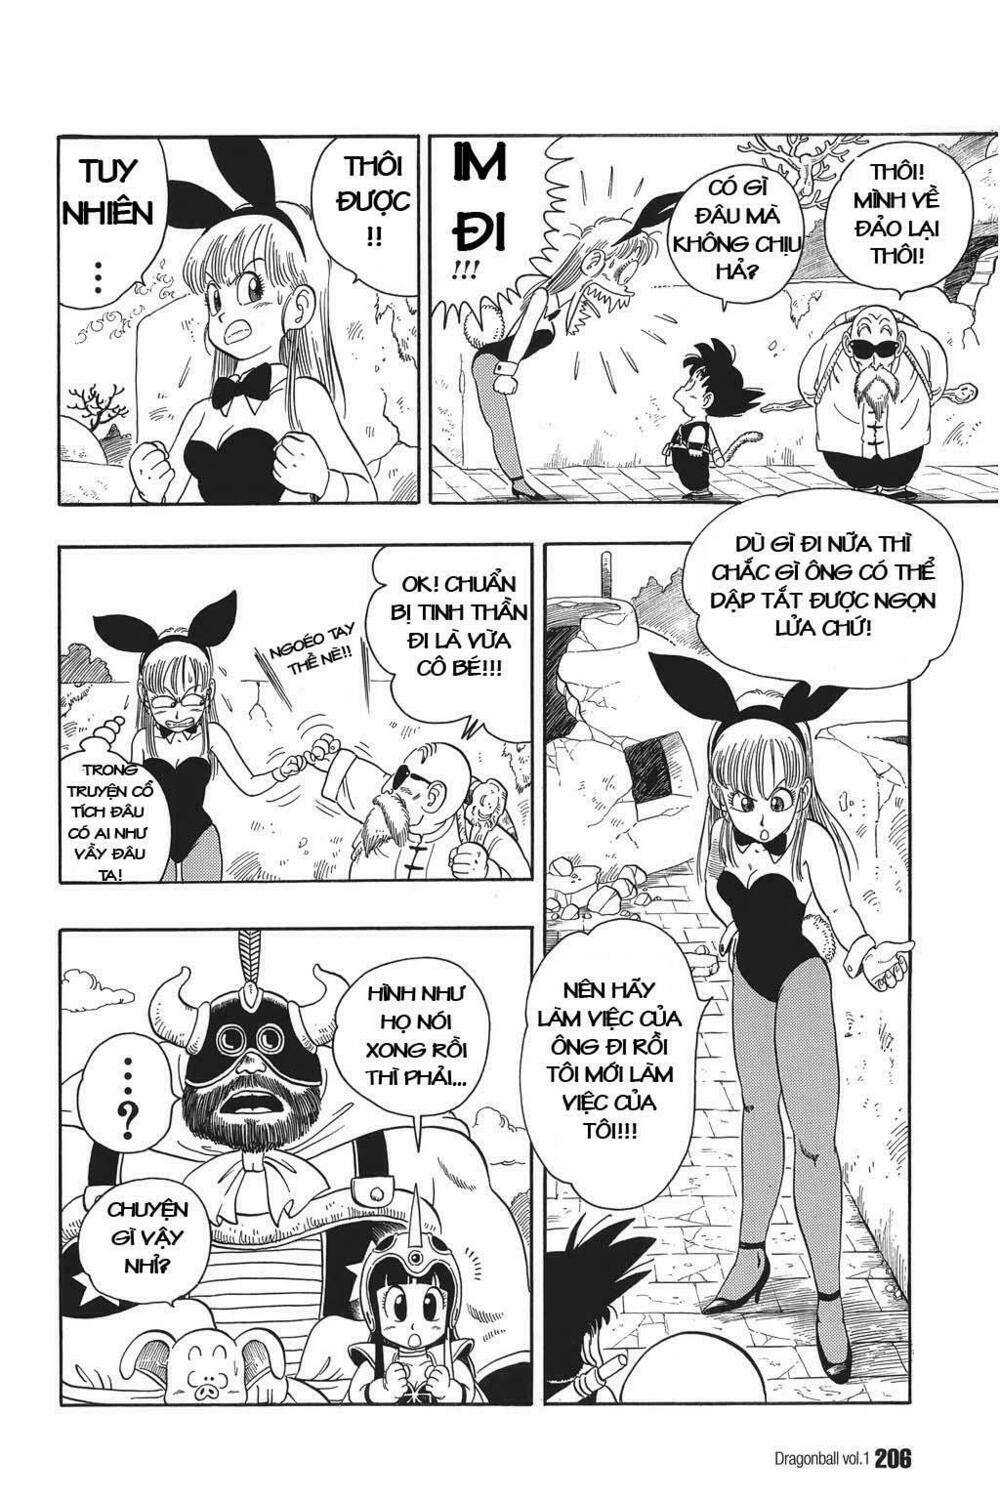 THÔI!
MÌNH VỀ
ĐẢO LẠI
THÔI!
CÓ GÌ
ĐÂU MÀ
KHÔNG CHỊU
HẢ?
IM
ĐI
!!!
THÔI
ĐƯỢC
!!
TUY
NHIÊN
...
DÙ GÌ ĐI NỮA THÌ
CHẮC GÌ ÔNG CÓ THỂ
DẬP TẮT ĐƯỢC NGỌN
LỬA CHỨ!
NÊN HÃY
LÀM VIỆC CỦA
ÔNG ĐI RỒI
TÔI MỚI LÀM
VIỆC CỦA
TÔI!!!
OK! CHUẨN
BỊ TINH THẦN
ĐI LÀ VỪA
CÔ BÉ!!!
NGOÉO TAY
THỀ NÈ!!
TRONG
TRUYỆN CỔ
TÍCH ĐÂU
CÓ AI NHƯ
VẦY ĐÂU
TA!
HÌNH NHƯ
HỌ NÓI
XONG RỒI
THÌ PHẢI...
...?
CHUYỆN
GÌ VẬY
NHỈ?
Dragonball vol.1 206